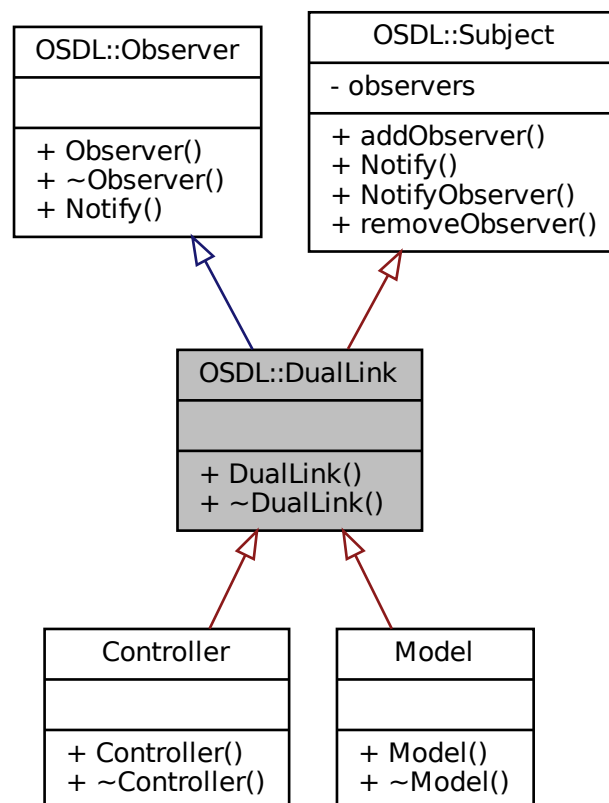 OSDL::Observer
+ Observer()
+ ~Observer()
+ Notify()
OSDL::Subject
- observers
+ addObserver()
+ Notify()
+ NotifyObserver()
+ removeObserver()
OSDL::DualLink
+ DualLink()
+ ~DualLink()
Controller
+ Controller()
+ ~Controller()
Model
+ Model()
+ ~Model()